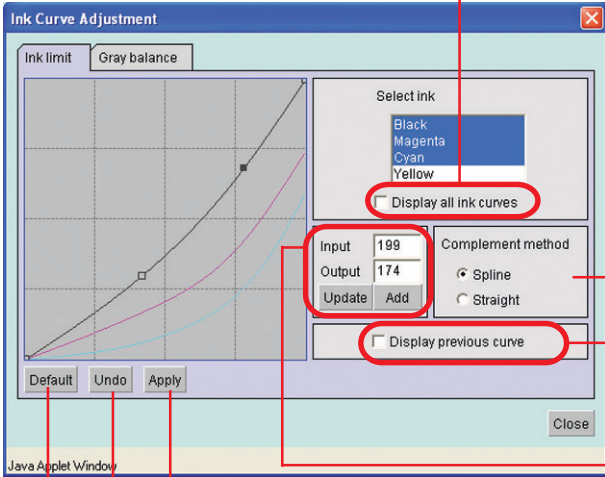 Ink Curve Adjustment
Ink limit
Gray balance
Select ink
Black
Magenta
Cyan
Yellow
Display all ink curves
Input 199
Output 174
Update Add
Complement method
Spline
Straight
Display previous curve
Default Undo Apply
Close
Java Applet Window